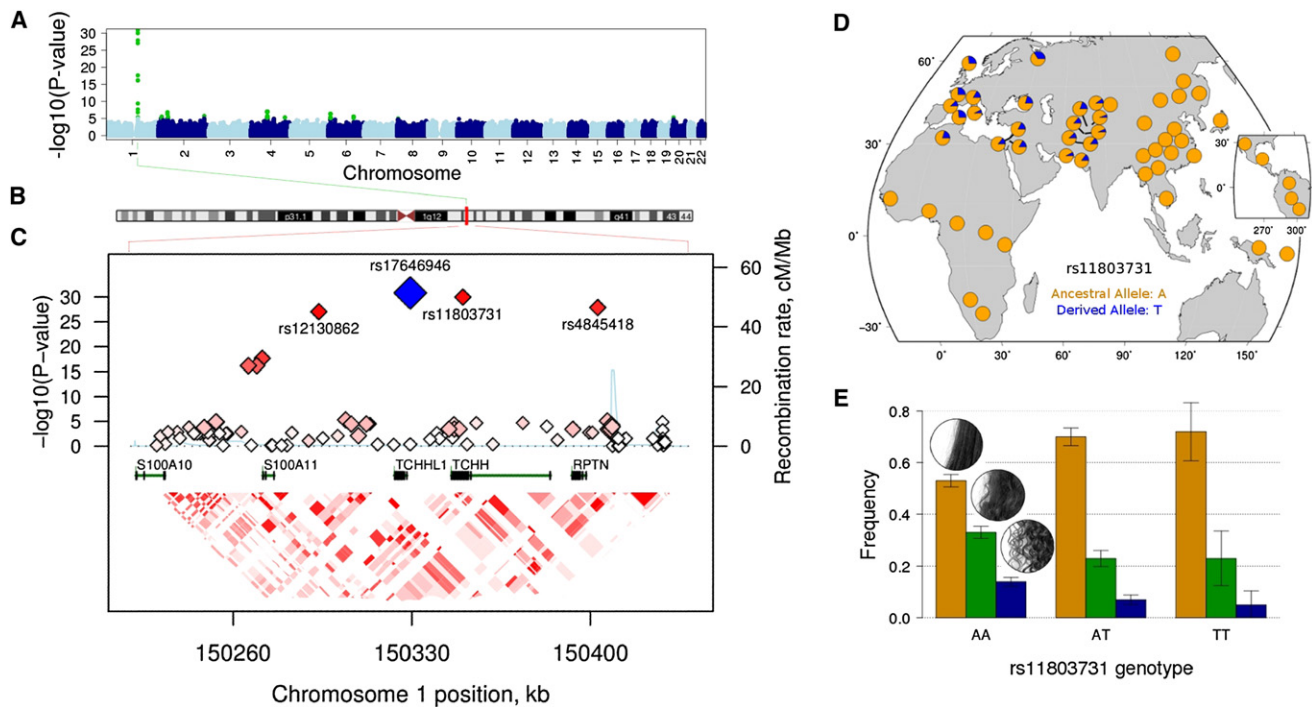 A
-log10(P-value)
30
25
20
15
10
5
0
1 2 3 4 5 6 7 8 9 10 11 12 13 14 15 16 17 18 19 20 21 22
Chromosome
B
p31.1 1q12 q41 43 44
C
-log10(P-value)
30
25
20
15
10
5
0
rs17646946
rs12130862
rs11803731
rs4845418
60
40
20
0
Recombination rate, cM/Mb
S100A10 S100A11 TCHHL1 TCHH RPTN
150260 150330 150400
Chromosome 1 position, kb
D
60˚
30˚
0˚
−30˚
0˚ 30˚ 60˚ 90˚ 120˚ 150˚
30˚
0˚
270˚ 300˚
rs11803731
Ancestral Allele: A
Derived Allele: T
E
Frequency
0.8
0.6
0.4
0.2
0.0
AA AT TT
rs11803731 genotype